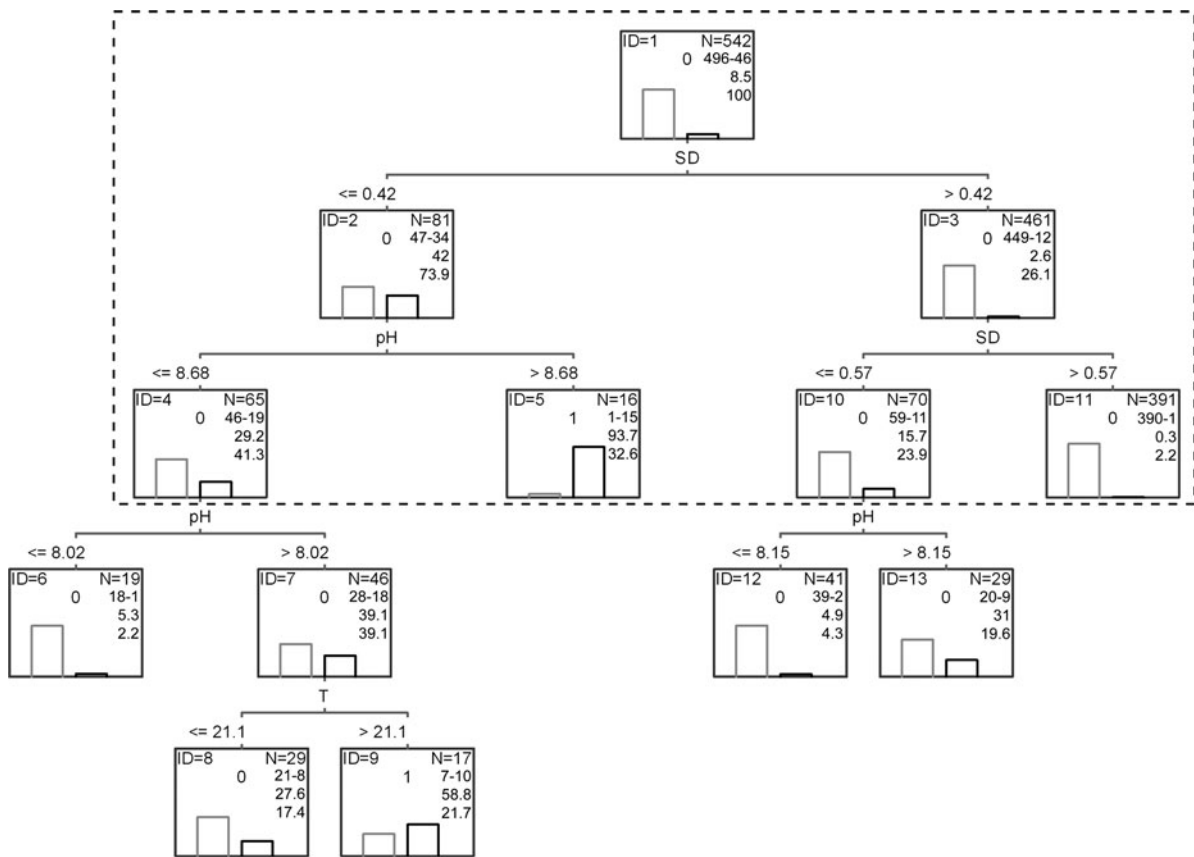 ID=1 N=542
0 496-46
8.5
100
SD
<= 0.42 > 0.42
ID=2 N=81
0 47-34
42
73.9
ID=3 N=461
0 449-12
2.6
26.1
pH SD
<= 8.68 > 8.68 <= 0.57 > 0.57
ID=4 N=65
0 46-19
29.2
41.3
ID=5 N=16
1 1-15
93.7
32.6
ID=10 N=70
0 59-11
15.7
23.9
ID=11 N=391
0 390-1
0.3
2.2
pH pH
<= 8.02 > 8.02 <= 8.15 > 8.15
ID=6 N=19
0 18-1
5.3
2.2
ID=7 N=46
0 28-18
39.1
39.1
ID=12 N=41
0 39-2
4.9
4.3
ID=13 N=29
0 20-9
31
19.6
T
<= 21.1 > 21.1
ID=8 N=29
0 21-8
27.6
17.4
ID=9 N=17
1 7-10
58.8
21.7